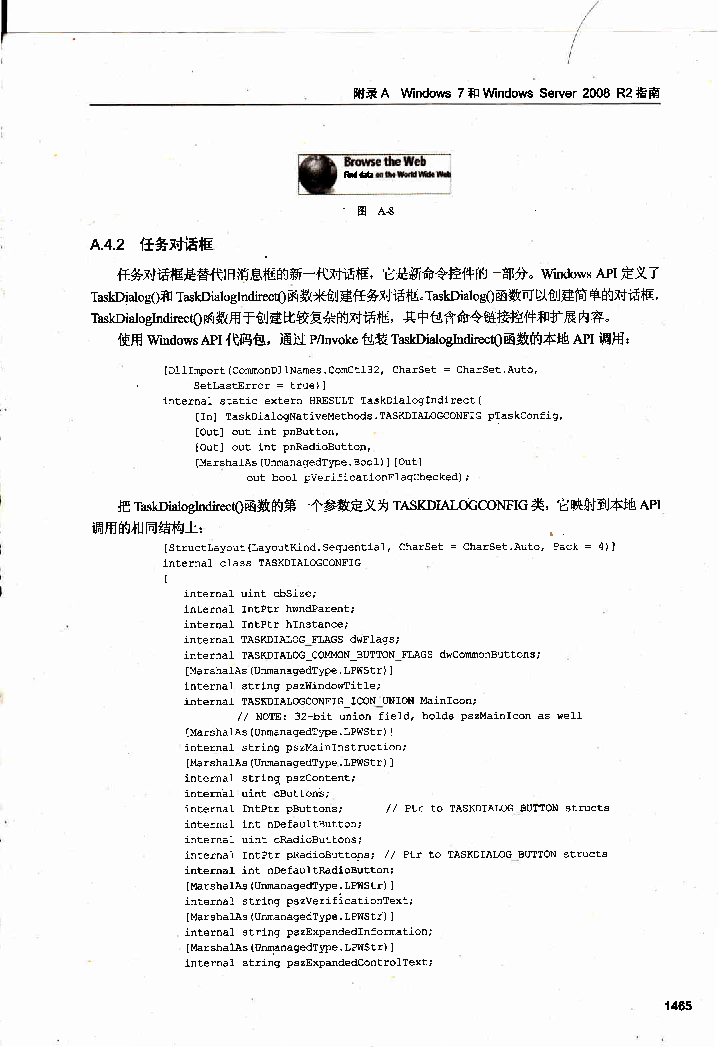 附录 A Windows 7 和 Windows Server 2008 R2 指南
Browse the Web
Find data on the World Wide Web
图 A-8
A.4.2 任务对话框
任务对话框是替代旧消息框的新一代对话框，它是新命令控件的一部分。Windows API 定义了
TaskDialog()和 TaskDialogIndirect()函数来创建任务对话框。TaskDialog()函数可以创建简单的对话框，
TaskDialogIndirect()函数用于创建比较复杂的对话框，其中包含命令链接控件和扩展内容。
使用 Windows API 代码包，通过 P/Invoke 包装 TaskDialogIndirect()函数的本地 API 调用：
[DllImport(CommonDllNames.ComCtl32, CharSet = CharSet.Auto,
SetLastError = true)]
internal static extern HRESULT TaskDialogIndirect(
[In] TaskDialogNativeMethods.TASKDIALOGCONFIG pTaskConfig,
[Out] out int pnButton,
[Out] out int pnRadioButton,
[MarshalAs(UnmanagedType.Bool)][Out]
out bool pVerificationFlagChecked);
把 TaskDialogIndirect()函数的第一个参数定义为 TASKDIALOGCONFIG 类，它映射到本地 API
调用的相同结构上：
[StructLayout(LayoutKind.Sequential, CharSet = CharSet.Auto, Pack = 4)]
internal class TASKDIALOGCONFIG
{
internal uint cbSize;
internal IntPtr hwndParent;
internal IntPtr hInstance;
internal TASKDIALOG_FLAGS dwFlags;
internal TASKDIALOG_COMMON_BUTTON_FLAGS dwCommonButtons;
[MarshalAs(UnmanagedType.LPWStr)]
internal string pszWindowTitle;
internal TASKDIALOGCONFIG_ICON_UNION MainIcon;
// NOTE: 32-bit union field, holds pszMainIcon as well
[MarshalAs(UnmanagedType.LPWStr)]
internal string pszMainInstruction;
[MarshalAs(UnmanagedType.LPWStr)]
internal string pszContent;
internal uint cButtons;
internal IntPtr pButtons; // Ptr to TASKDIALOG_BUTTON structs
internal int nDefaultButton;
internal uint cRadioButtons;
internal IntPtr pRadioButtons; // Ptr to TASKDIALOG_BUTTON structs
internal int nDefaultRadioButton;
[MarshalAs(UnmanagedType.LPWStr)]
internal string pszVerificationText;
[MarshalAs(UnmanagedType.LPWStr)]
internal string pszExpandedInformation;
[MarshalAs(UnmanagedType.LPWStr)]
internal string pszExpandedControlText;
1465